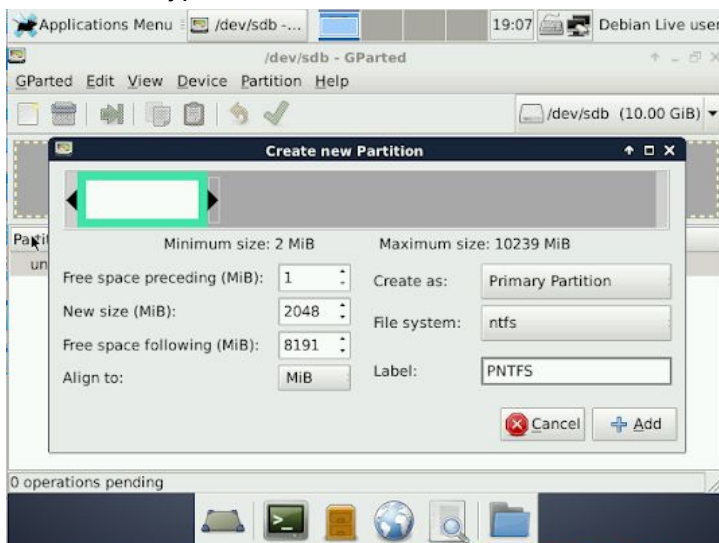 Applications Menu /dev/sdb -... 19:07 Debian Live user
/dev/sdb - GParted
GParted Edit View Device Partition Help
/dev/sdb (10.00 GiB)
Create new Partition
Minimum size: 2 MiB Maximum size: 10239 MiB
Free space preceding (MiB): 1 Create as: Primary Partition
New size (MiB): 2048 File system: ntfs
Free space following (MiB): 8191
Align to: MiB Label: PNTFS
Cancel Add
0 operations pending